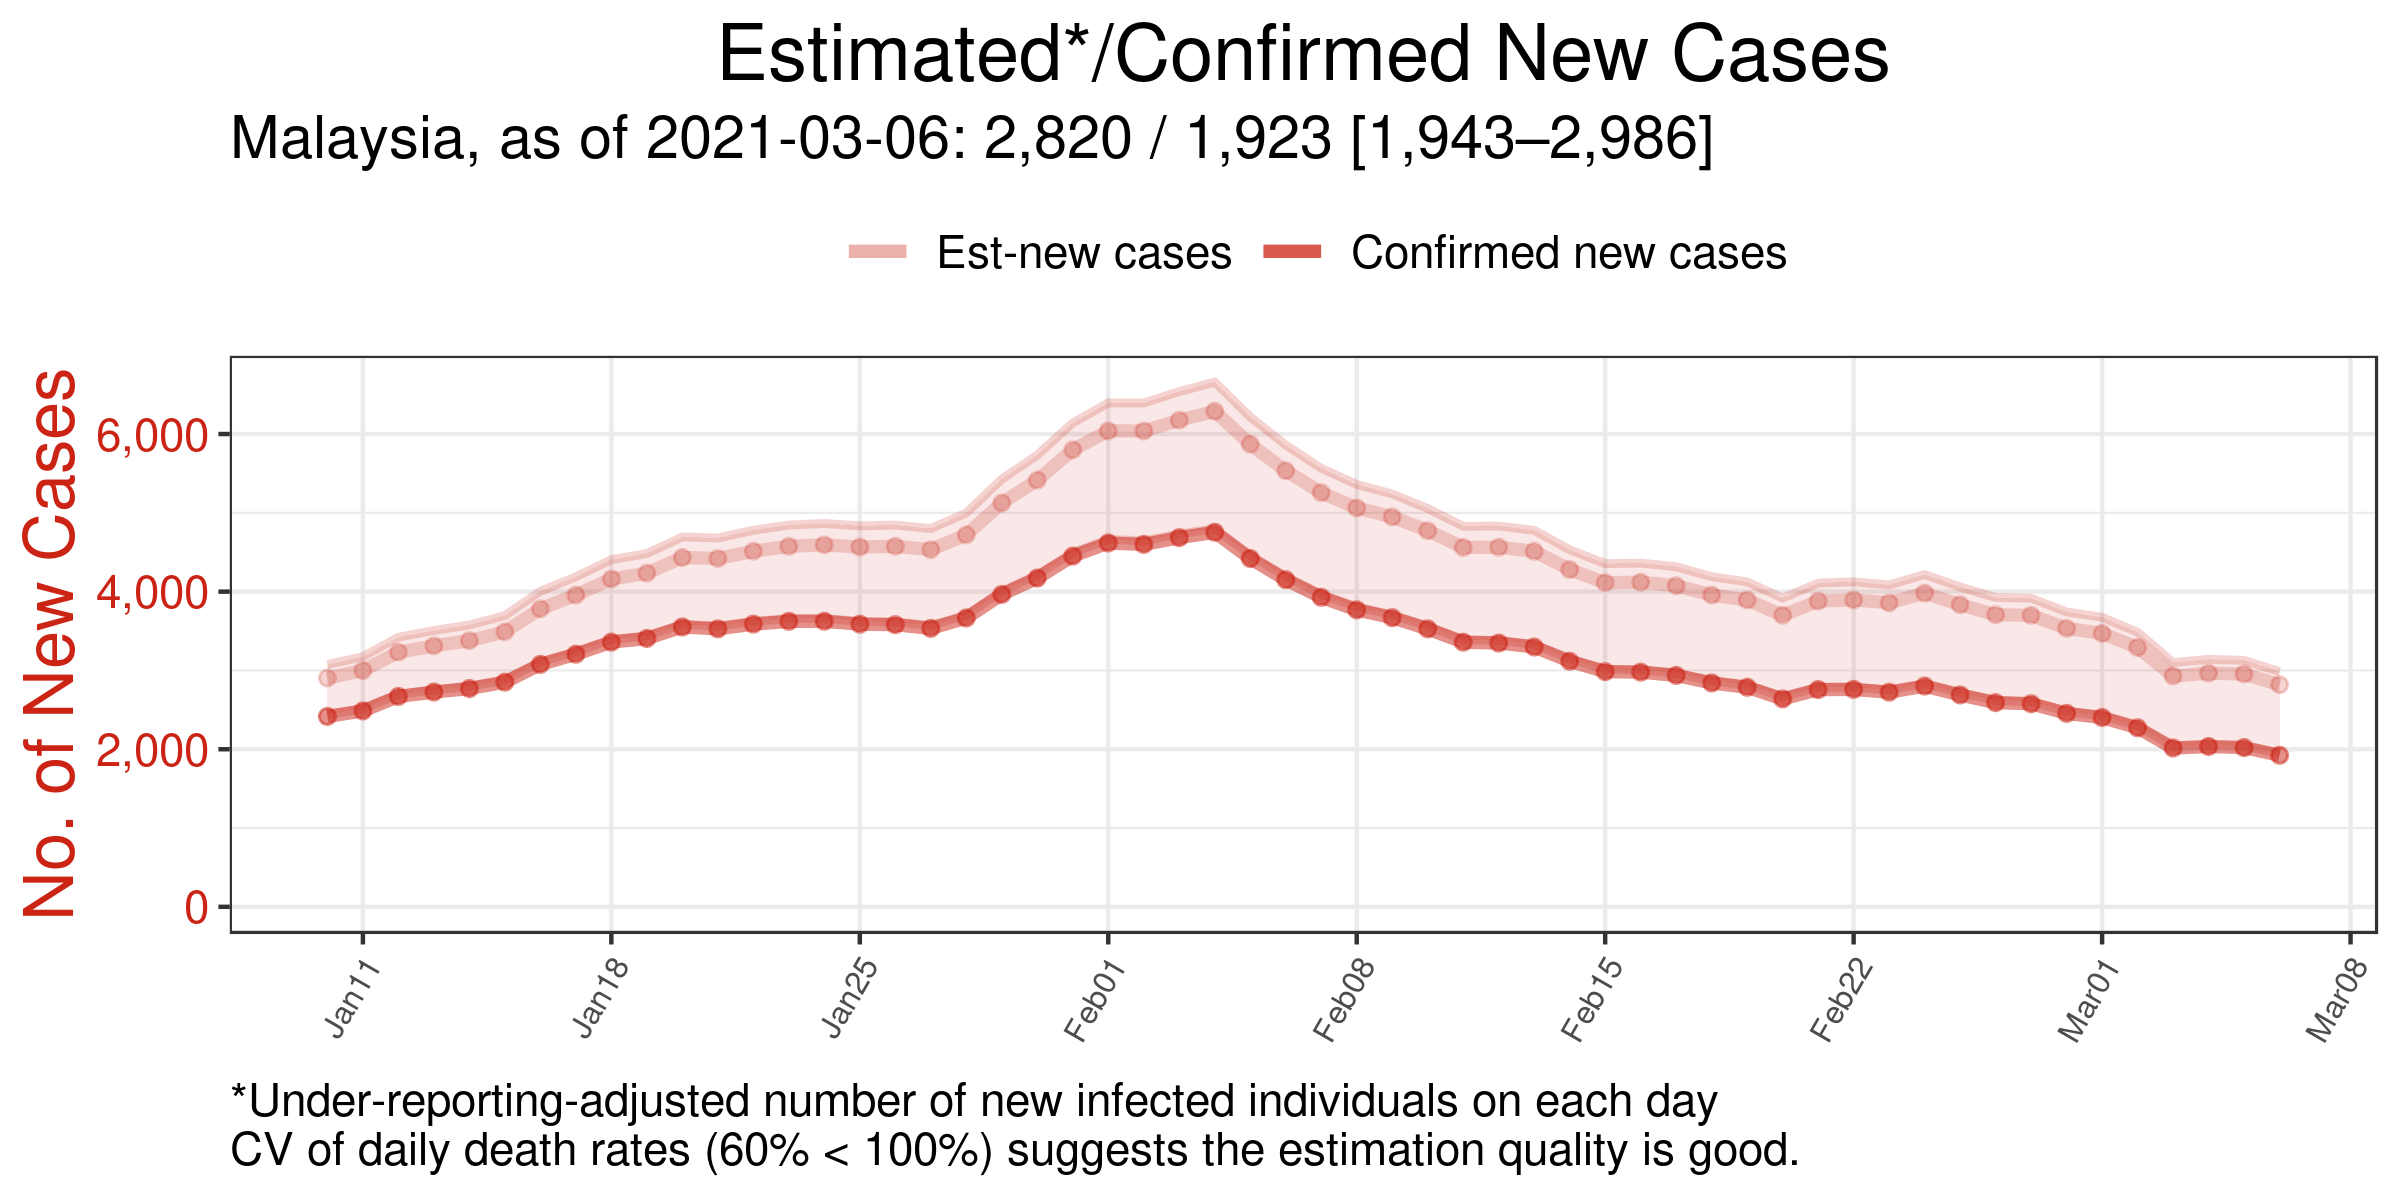 Estimated*/Confirmed New Cases
Malaysia, as of 2021-03-06: 2,820 / 1,923 [1,943–2,986]
Est-new cases Confirmed new cases
No. of New Cases
6,000
4,000
2,000
0
Jan11 Jan18 Jan25 Feb01 Feb08 Feb15 Feb22 Mar01 Mar08
*Under-reporting-adjusted number of new infected individuals on each day
CV of daily death rates (60% < 100%) suggests the estimation quality is good.